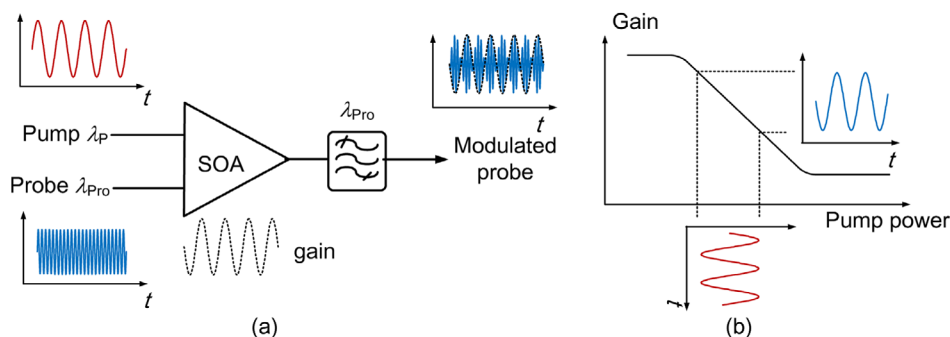 t
Pump λP
Probe λPro
t
SOA
gain
λPro
t
Modulated
probe
(a)
Gain
t
Pump power
t
(b)